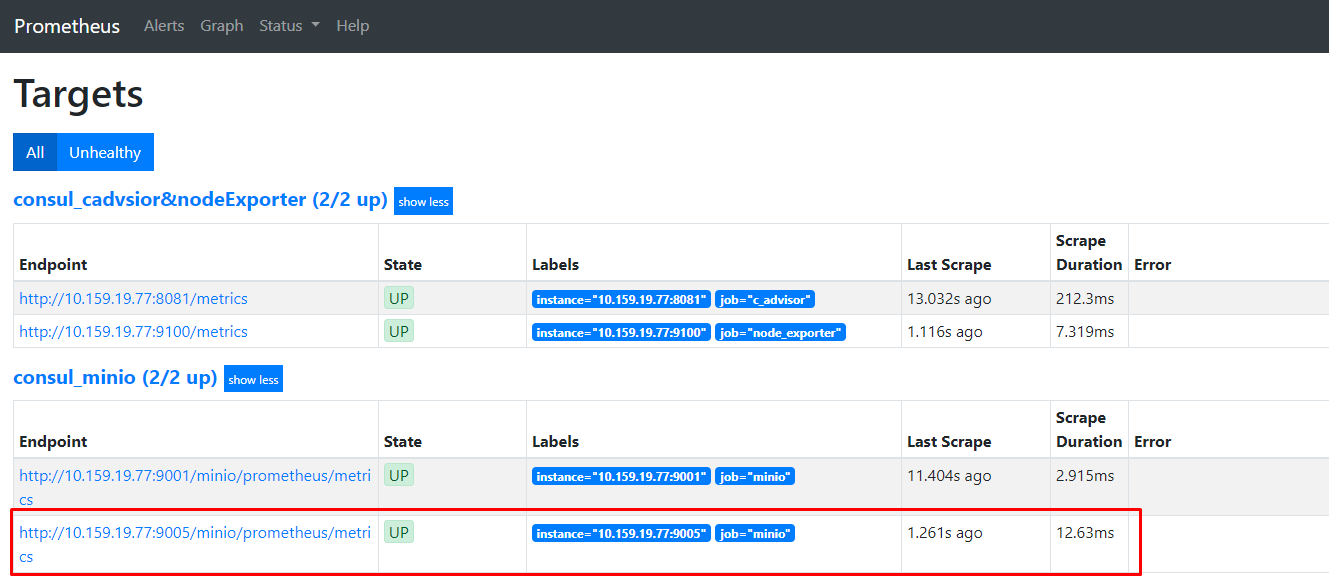 Prometheus Alerts Graph Status Help
Targets
All Unhealthy
consul_cadvsior&nodeExporter (2/2 up) show less
Endpoint State Labels Last Scrape Scrape Duration Error
http://10.159.19.77:8081/metrics UP instance="10.159.19.77:8081" job="c_advisor" 13.032s ago 212.3ms
http://10.159.19.77:9100/metrics UP instance="10.159.19.77:9100" job="node_exporter" 1.116s ago 7.319ms
consul_minio (2/2 up) show less
Endpoint State Labels Last Scrape Scrape Duration Error
http://10.159.19.77:9001/minio/prometheus/metri UP instance="10.159.19.77:9001" job="minio" 11.404s ago 2.915ms
cs
http://10.159.19.77:9005/minio/prometheus/metri UP instance="10.159.19.77:9005" job="minio" 1.261s ago 12.63ms
cs